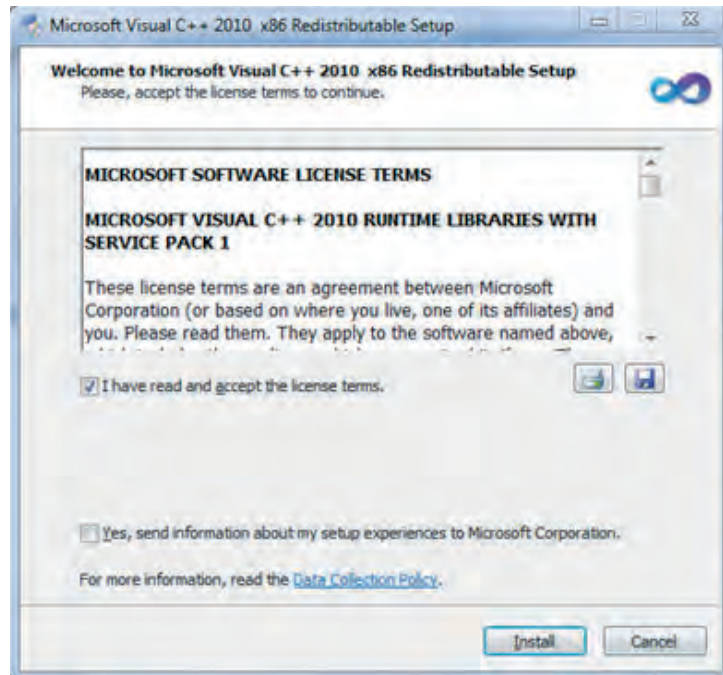 Microsoft Visual C++ 2010 x86 Redistributable Setup
Welcome to Microsoft Visual C++ 2010 x86 Redistributable Setup
Please, accept the license terms to continue.
MICROSOFT SOFTWARE LICENSE TERMS
MICROSOFT VISUAL C++ 2010 RUNTIME LIBRARIES WITH
SERVICE PACK 1
These license terms are an agreement between Microsoft
Corporation (or based on where you live, one of its affiliates) and
you. Please read them. They apply to the software named above,
I have read and accept the license terms.
Yes, send information about my setup experiences to Microsoft Corporation.
For more information, read the Data Collection Policy.
Install Cancel